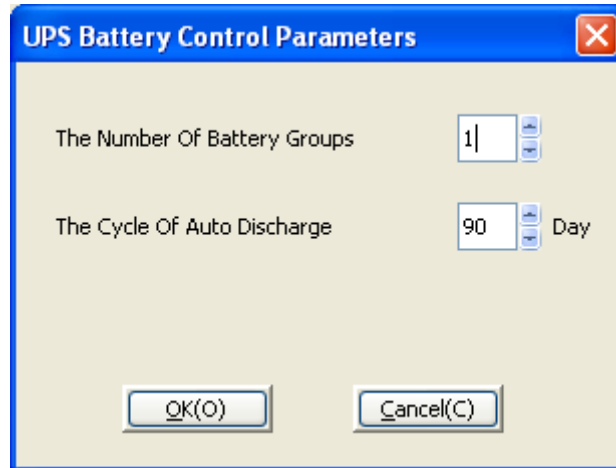 UPS Battery Control Parameters
The Number Of Battery Groups 1
The Cycle Of Auto Discharge 90 Day
OK(O) Cancel(C)